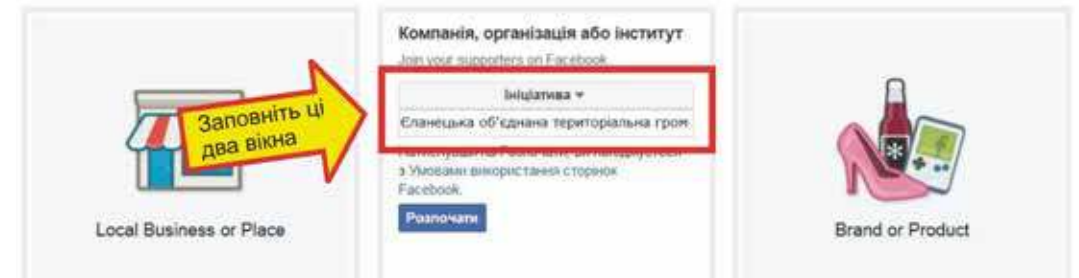 Заповніть ці
два вікна
Local Business or Place
Компанія, організація або інститут
Join your supporters on Facebook.
Ініціатива
Єланецька об'єднана територіальна гром
з Умовами використання сторінок
Facebook.
Розпочати
Brand or Product